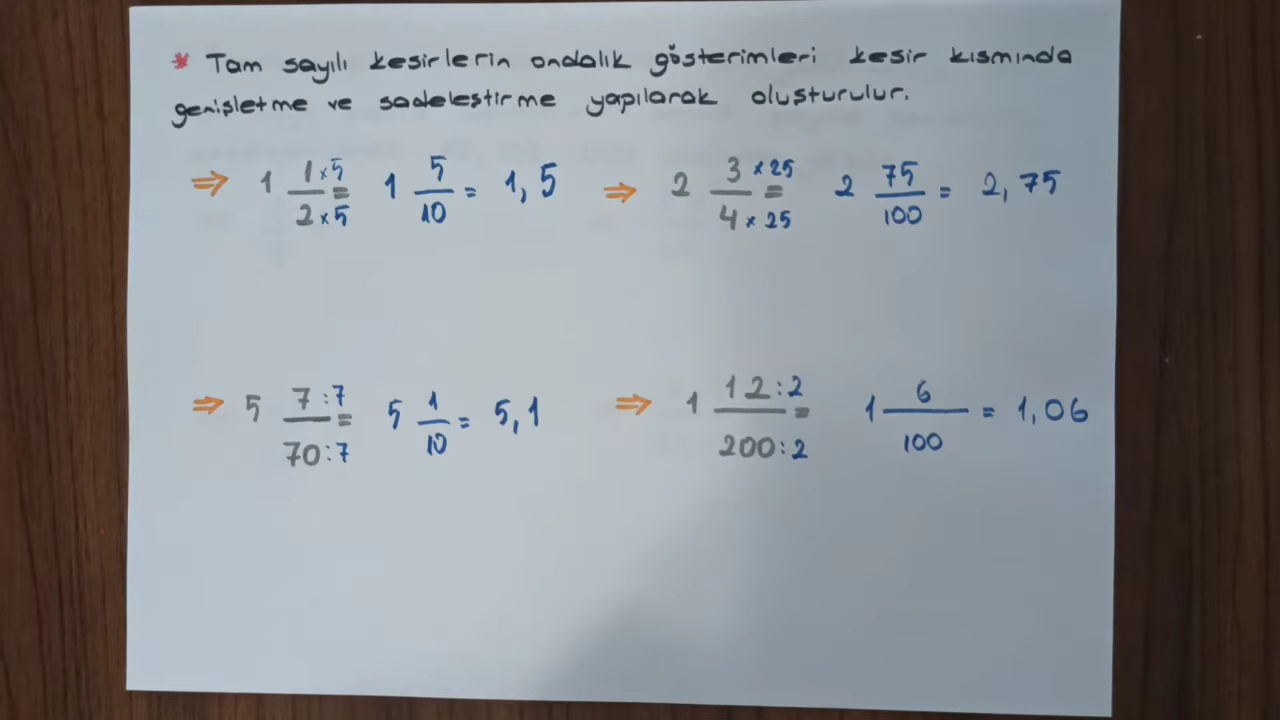 * Tam sayılı kesirlerin ondalık gösterimleri kesir kısmında
genişletme ve sadeleştirme yapılarak oluşturulur.
⇒ 1 1×5/2×5 = 1 5/10 = 1,5
⇒ 2 3×25/4×25 = 2 75/100 = 2,75
⇒ 5 7:7/70:7 = 5 1/10 = 5,1
⇒ 1 12:2/200:2 = 1 6/100 = 1,06